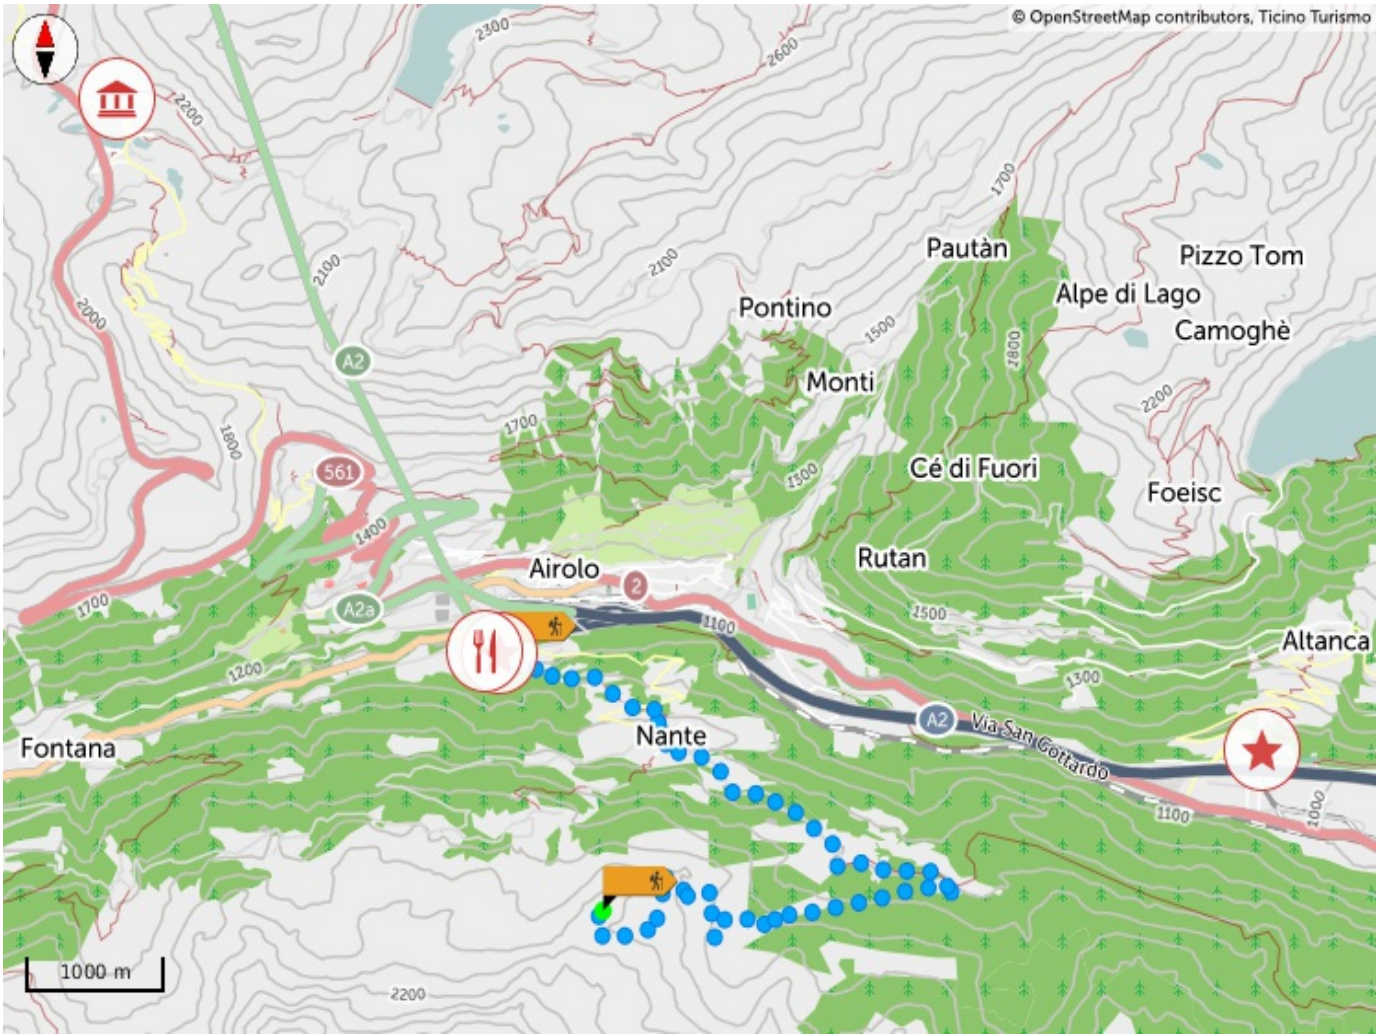 © OpenStreetMap contributors, Ticino Turismo
2300
2600
2200
1700
Pautàn
2100
2100
Pizzo Tom
Alpe di Lago
2000
Pontino
1500
Camoghè
A2
1800
Monti
2200
1700
1800
561
1300
Cé di Fuori
Foeisc
1400
Airolo
Rutan
2
1700
A2a
1500
1100
Altanca
1200
1300
Fontana
Nante
A2
Via San Gottardo
1100
1000
1000 m
2200